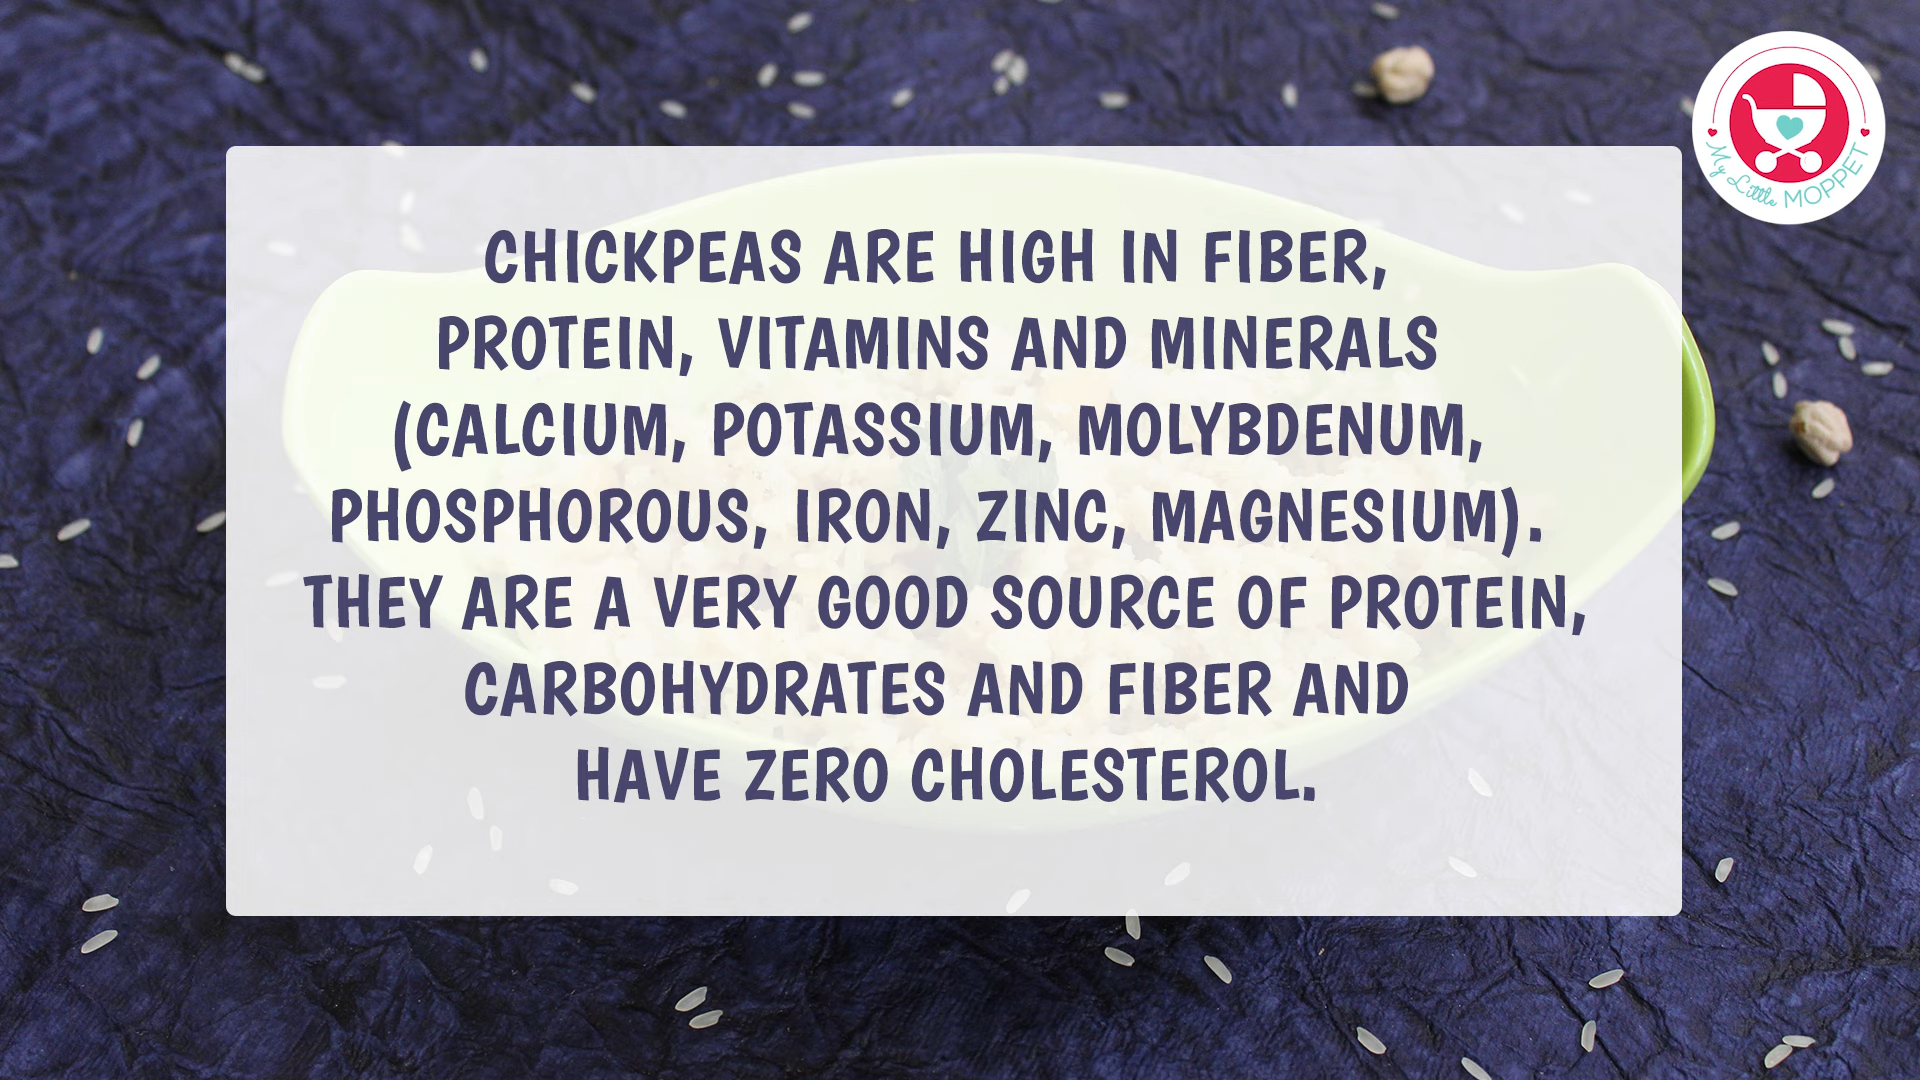 My Little MOPPET
CHICKPEAS ARE HIGH IN FIBER,
PROTEIN, VITAMINS AND MINERALS
(CALCIUM, POTASSIUM, MOLYBDENUM,
PHOSPHOROUS, IRON, ZINC, MAGNESIUM).
THEY ARE A VERY GOOD SOURCE OF PROTEIN,
CARBOHYDRATES AND FIBER AND
HAVE ZERO CHOLESTEROL.